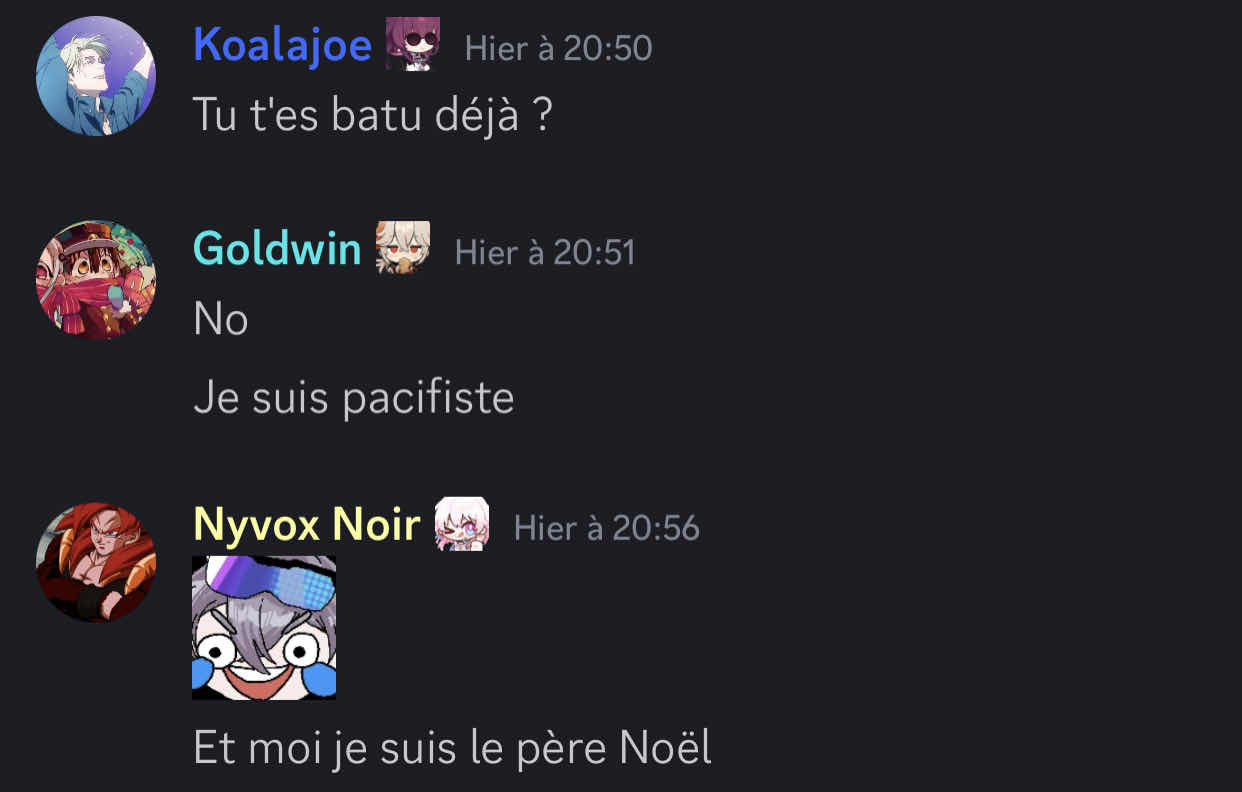 Koalajoe Hier à 20:50
Tu t'es batu déjà ?
Goldwin Hier à 20:51
No
Je suis pacifiste
Nyvox Noir Hier à 20:56
Et moi je suis le père Noël